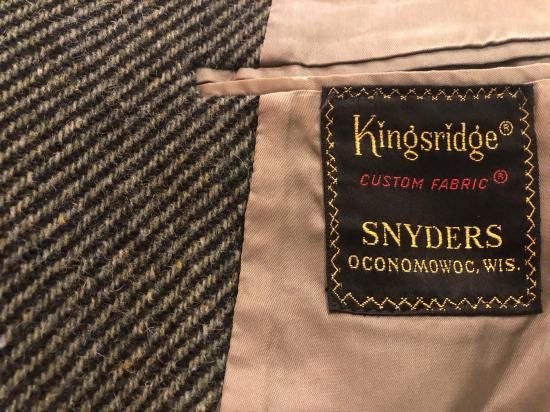 Kingsridge®
CUSTOM FABRIC®
SNYDERS
OCONOMOWOC, WIS.